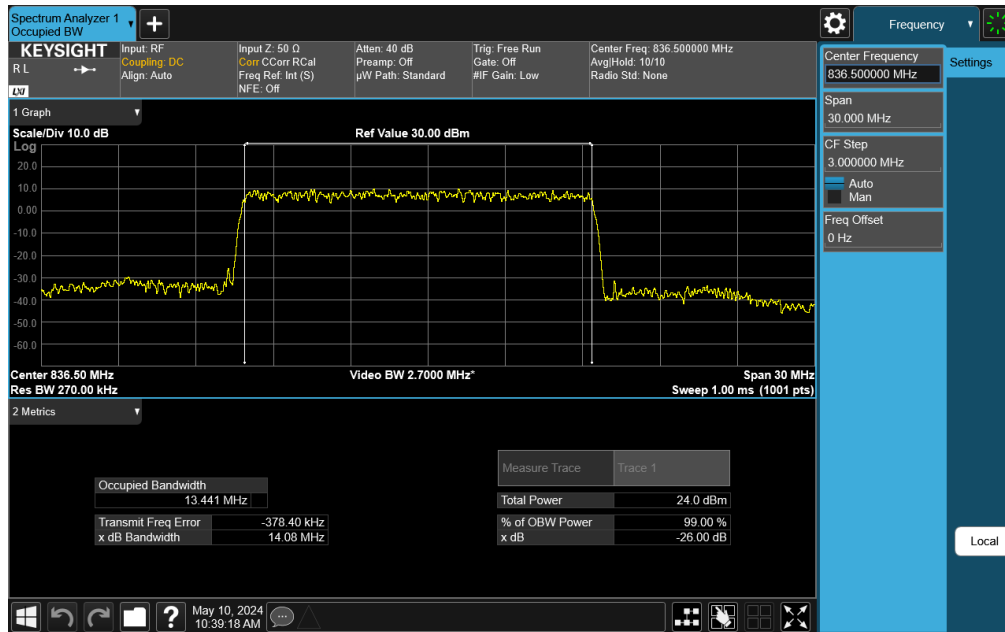 Spectrum Analyzer 1
Occupied BW
Frequency
KEYSIGHT
R L
LXI
Input: RF
Coupling: DC
Align: Auto
Input Z: 50 Ω
Corr CCorr RCal
Freq Ref: Int (S)
NFE: Off
Atten: 40 dB
Preamp: Off
µW Path: Standard
Trig: Free Run
Gate: Off
#IF Gain: Low
Center Freq: 836.500000 MHz
Avg|Hold: 10/10
Radio Std: None
Center Frequency
836.500000 MHz
Settings
Span
30.000 MHz
CF Step
3.000000 MHz
Auto
Man
Freq Offset
0 Hz
Local
1 Graph
Scale/Div 10.0 dB
Ref Value 30.00 dBm
Log
20.0
10.0
0.00
-10.0
-20.0
-30.0
-40.0
-50.0
-60.0
Center 836.50 MHz
Video BW 2.7000 MHz*
Span 30 MHz
Res BW 270.00 kHz
Sweep 1.00 ms (1001 pts)
2 Metrics
Measure Trace
Trace 1
Occupied Bandwidth
13.441 MHz
Total Power
24.0 dBm
Transmit Freq Error
-378.40 kHz
% of OBW Power
99.00 %
x dB Bandwidth
14.08 MHz
x dB
-26.00 dB
?
May 10, 2024
10:39:18 AM